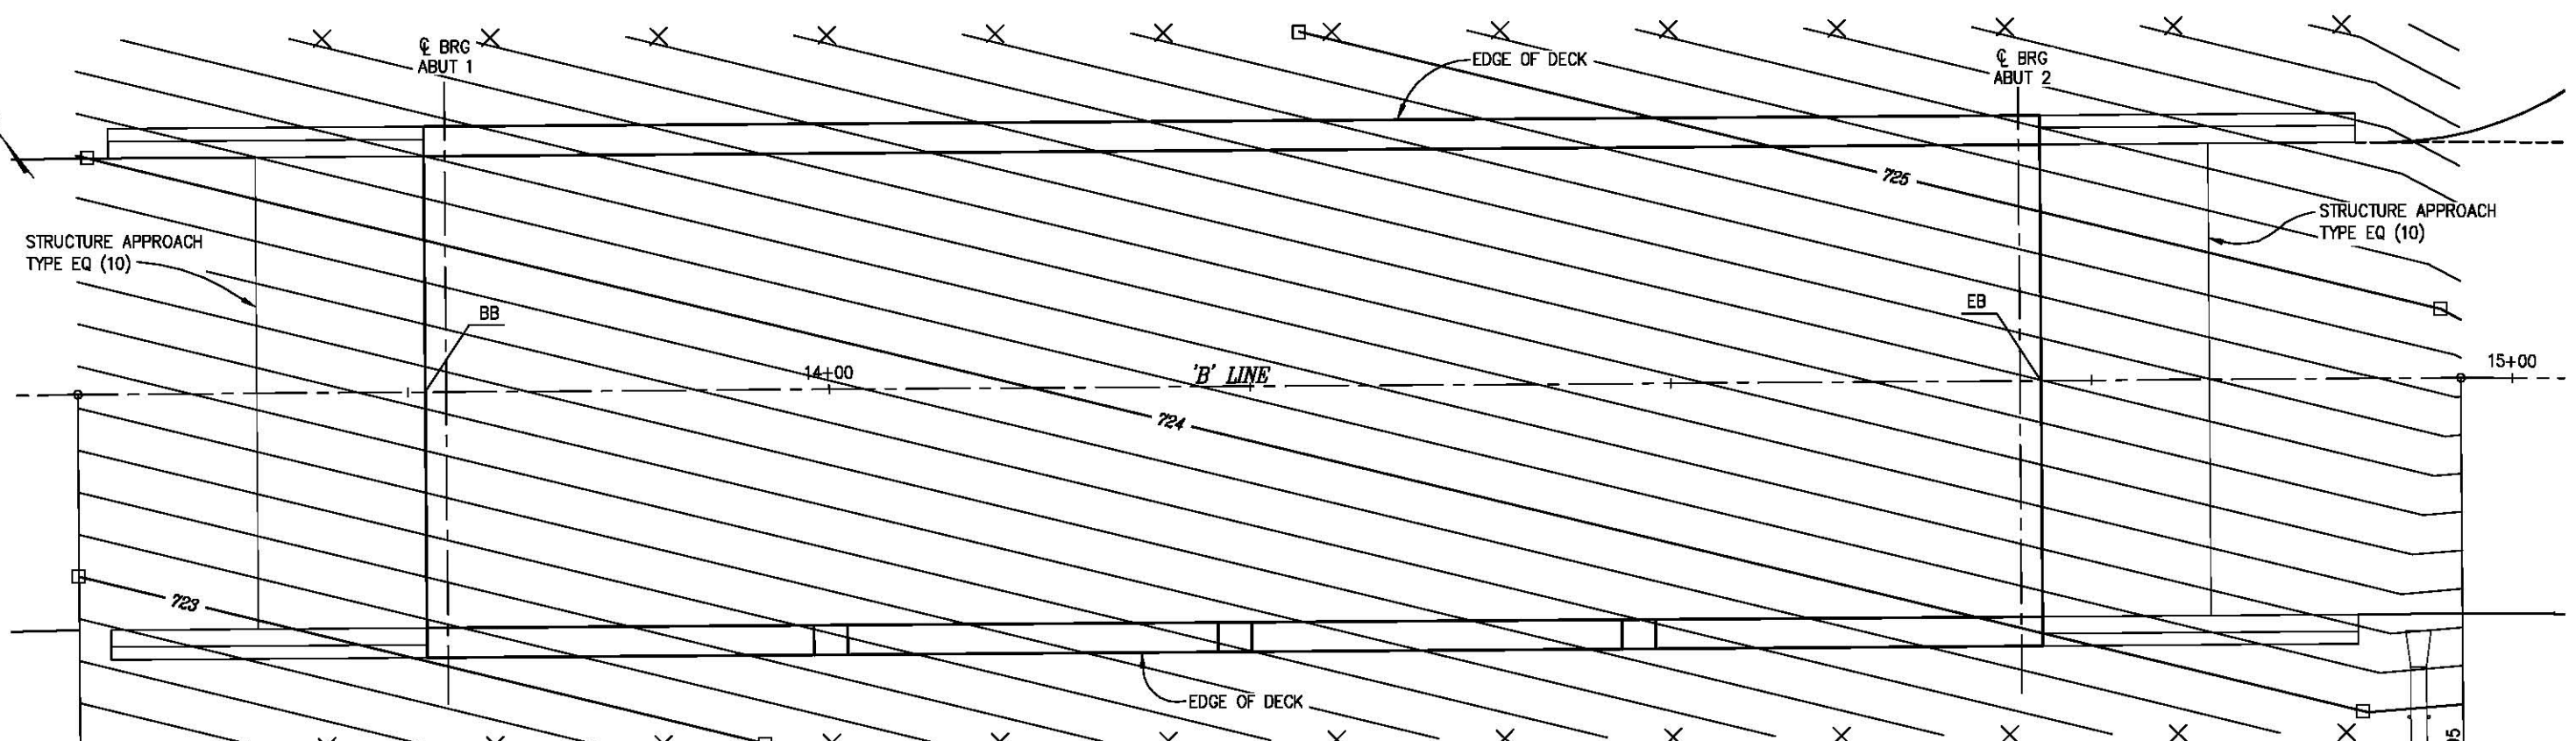 ℄ BRG
ABUT 1
EDGE OF DECK
℄ BRG
ABUT 2
725
STRUCTURE APPROACH
TYPE EQ (10)
STRUCTURE APPROACH
TYPE EQ (10)
BB
EB
14+00
'B' LINE
15+00
724
723
EDGE OF DECK